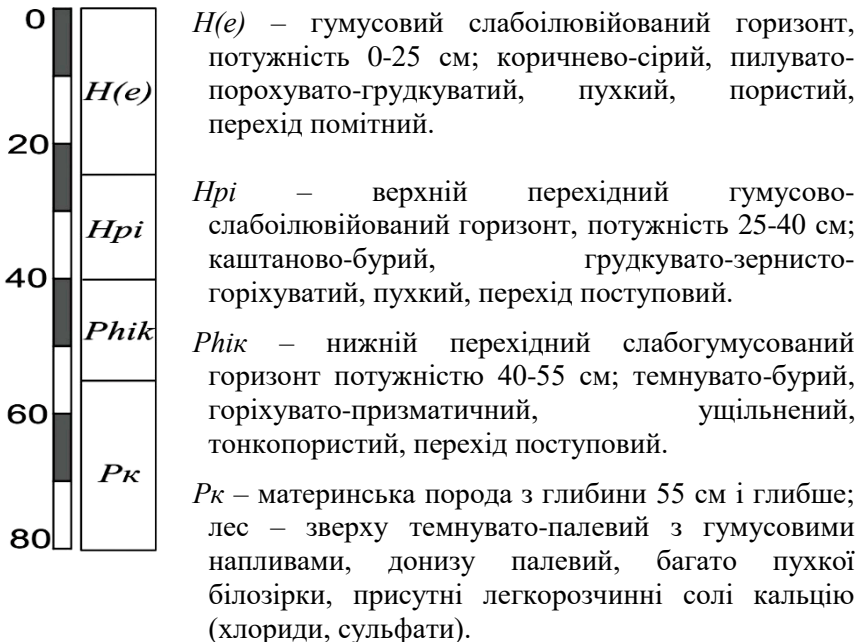 0
20
40
60
80
H(e)
Hpi
Phik
Рк
H(e) – гумусовий слабоілювійований горизонт,
потужність 0-25 см; коричнево-сірий, пилувато-
порохувато-грудкуватий, пухкий, пористий,
перехід помітний.
Hpi – верхній перехідний гумусово-
слабоілювійований горизонт, потужність 25-40 см;
каштаново-бурий, грудкувато-зернисто-
горіхуватий, пухкий, перехід поступовий.
Phiк – нижній перехідний слабогумусований
горизонт потужністю 40-55 см; темнувато-бурий,
горіхувато-призматичний, ущільнений,
тонкопористий, перехід поступовий.
Рк – материнська порода з глибини 55 см і глибше;
лес – зверху темнувато-палевий з гумусовими
напливами, донизу палевий, багато пухкої
білозірки, присутні легкорозчинні солі кальцію
(хлориди, сульфати).